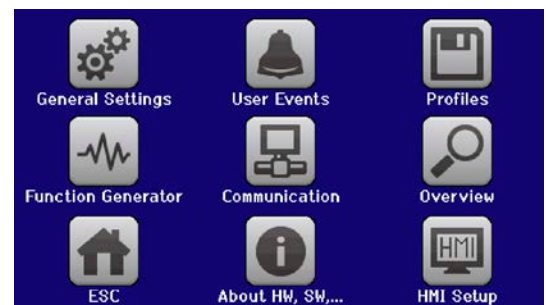 General Settings
User Events
Profiles
Function Generator
Communication
Overview
HMI
ESC
About HW, SW,...
HMI Setup